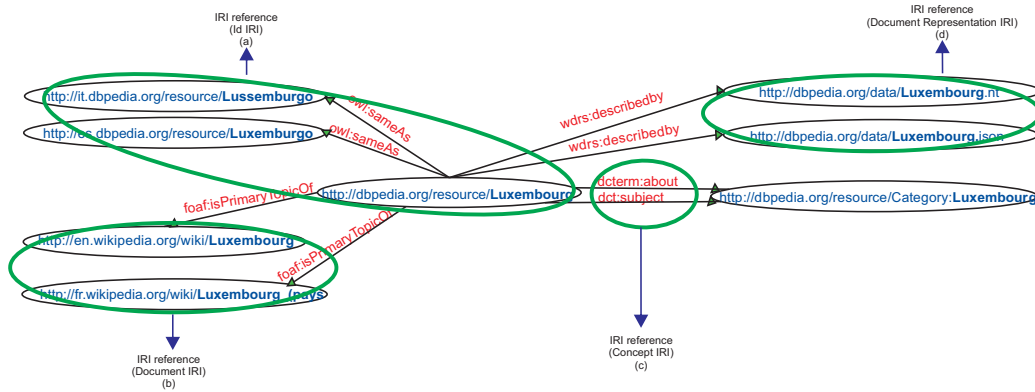 IRI reference
(Id IRI)
(a)
IRI reference
(Document Representation IRI)
(d)
http://it.dbpedia.org/resource/Lussemburgo
owl:sameAs
http://es.dbpedia.org/resource/Luxemburgo
owl:sameAs
wdrs:describedby
http://dbpedia.org/data/Luxembourg.nt
wdrs:describedby
http://dbpedia.org/data/Luxembourg.json
http://dbpedia.org/resource/Luxembourg
dcterm:about
dct:subject
http://dbpedia.org/resource/Category:Luxembourg
foaf:isPrimaryTopicOf
http://en.wikipedia.org/wiki/Luxembourg
foaf:isPrimaryTopicOf
http://fr.wikipedia.org/wiki/Luxembourg_(pays
IRI reference
(Document IRI)
(b)
IRI reference
(Concept IRI)
(c)